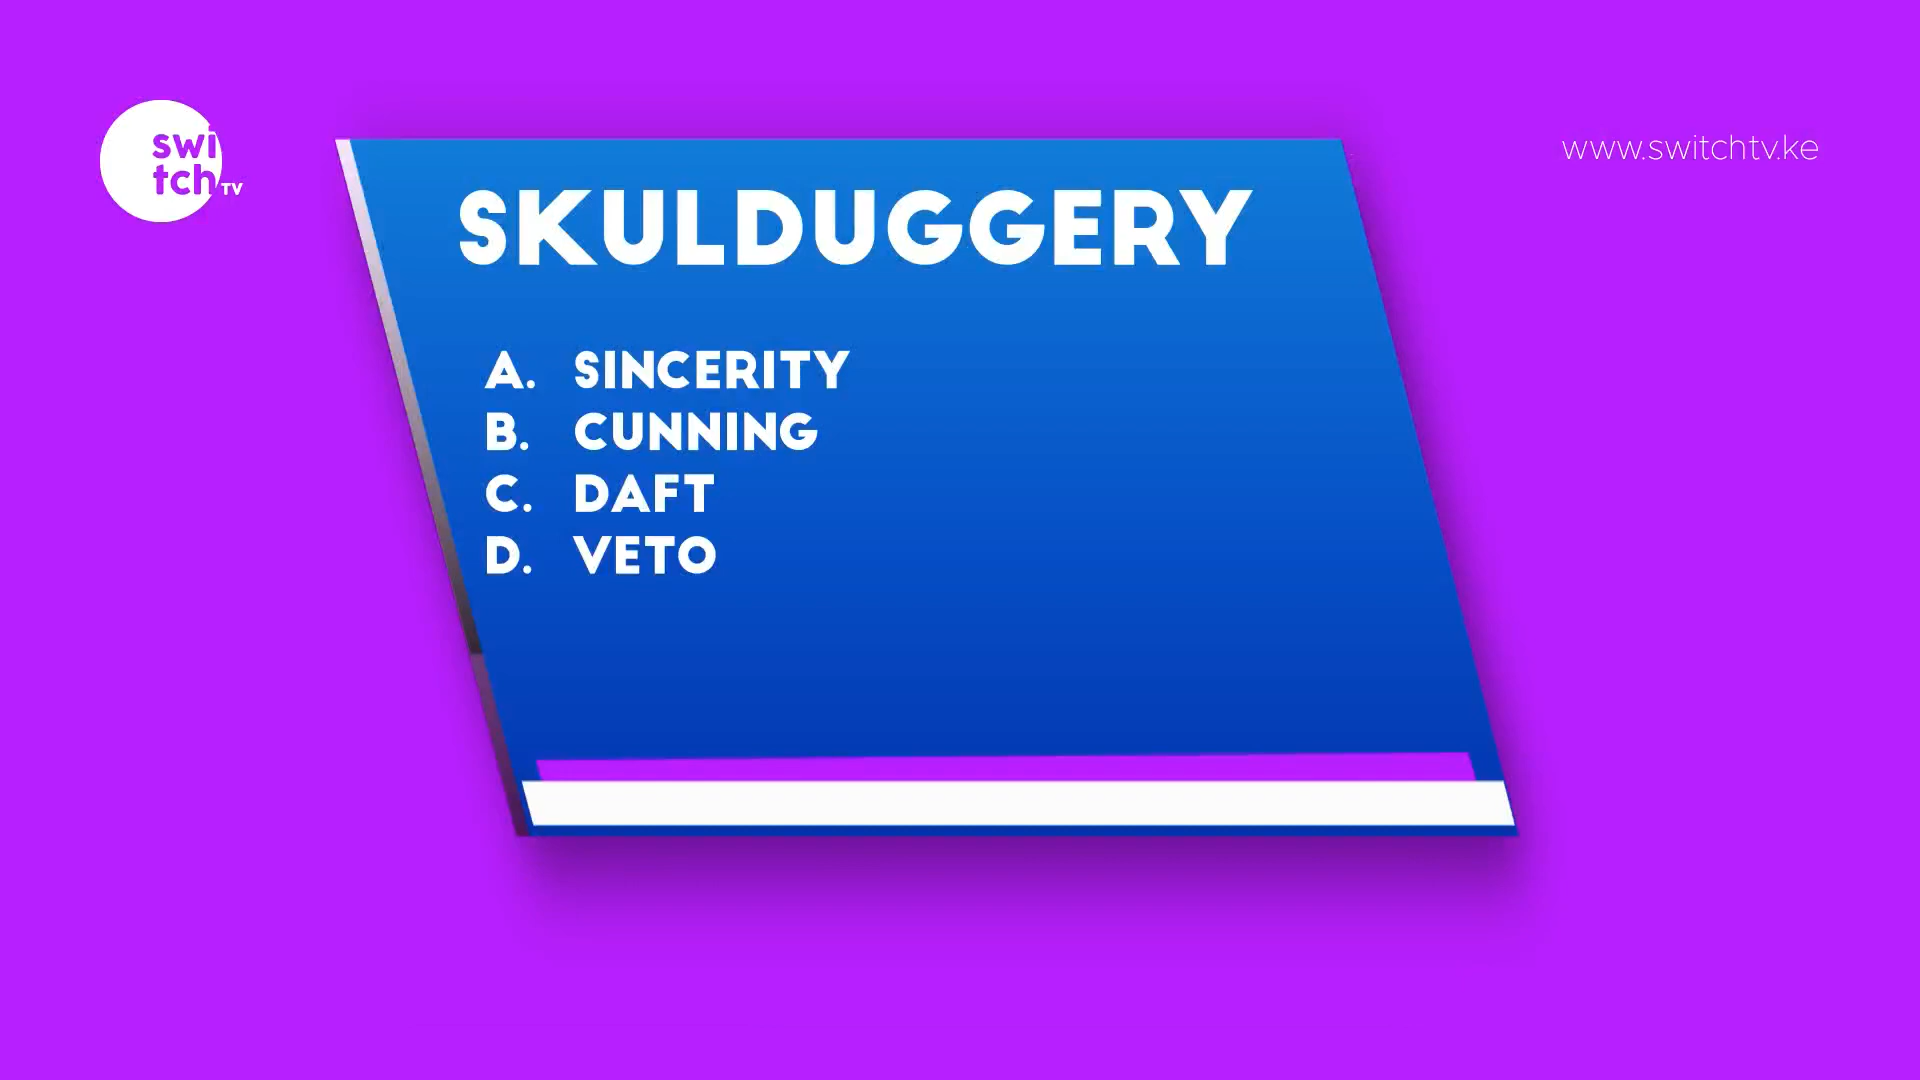 swi
tch TV
www.switchtv.ke
SKULDUGGERY
A. SINCERITY
B. CUNNING
C. DAFT
D. VETO